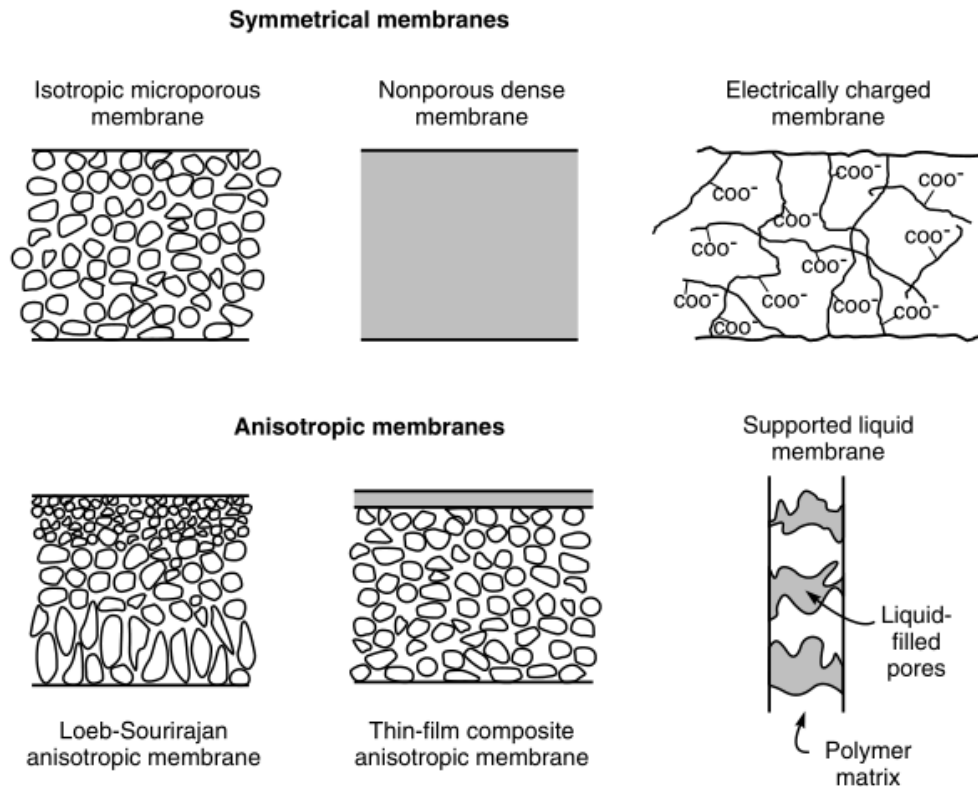 Symmetrical membranes
Isotropic microporous
membrane
Nonporous dense
membrane
Electrically charged
membrane
COO⁻
COO⁻
COO⁻
COO⁻
COO⁻
COO⁻
COO⁻
COO⁻
COO⁻
COO⁻
COO⁻
COO⁻
Anisotropic membranes
Supported liquid
membrane
Liquid-
filled
pores
Loeb-Sourirajan
anisotropic membrane
Thin-film composite
anisotropic membrane
Polymer
matrix